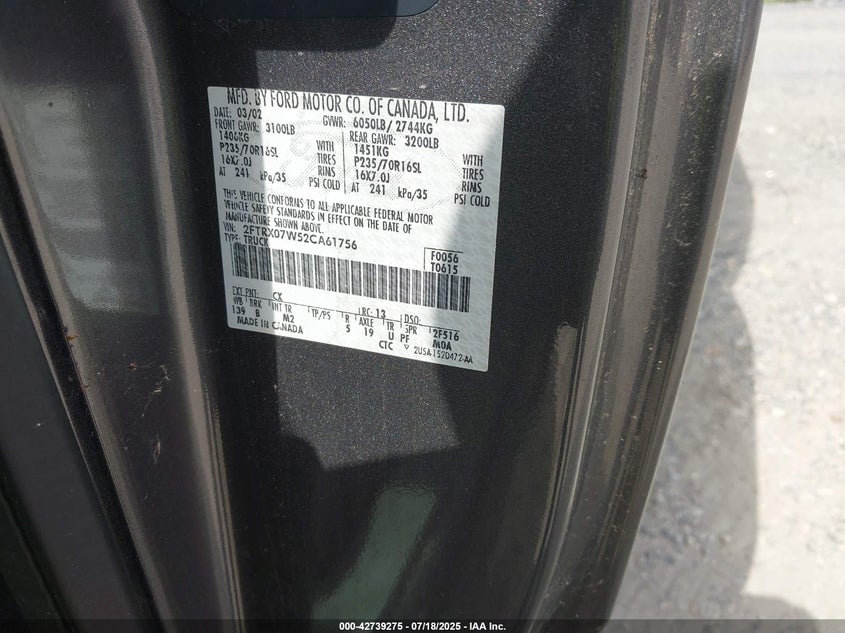 MFD. BY FORD MOTOR CO. OF CANADA, LTD.
DATE: 03/02 GVWR: 6050LB/ 2744KG
FRONT GAWR: 3100LB REAR GAWR: 3200LB
1406KG WITH 1451KG WITH
P235/70R16SL TIRES P235/70R16SL TIRES
16X7.0J RIMS 16X7.0J RIMS
AT 241 kPa/35 PSI COLD AT 241 kPa/35 PSI COLD
THIS VEHICLE CONFORMS TO ALL APPLICABLE FEDERAL MOTOR
VEHICLE SAFETY STANDARDS IN EFFECT ON THE DATE OF
MANUFACTURE SHOWN ABOVE.
VIN: 2FTRX07W52CA61756 F0056
TYPE: TRUCK T0615
EXT PNT: CX RC: 13 DSO:
WB BRK INT TR TP/PS R AXLE TR SPR 2F516
139 B M2 5 19 U PF MOA
MADE IN CANADA CTC 2U5A-1520472-AA
000-42739275 07/18/2025 IAA Inc.